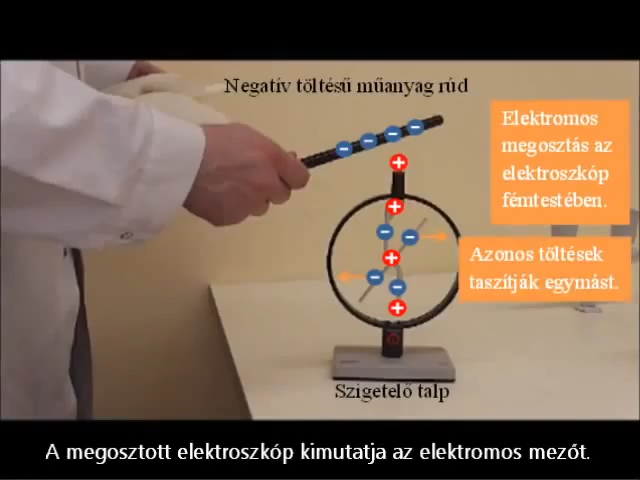 Negatív töltésű műanyag rúd
Elektromos
megosztás az
elektroszkóp
fémtestében.
Azonos töltések
taszítják egymást.
Szigetelő talp
A megosztott elektroszkóp kimutatja az elektromos mezőt.